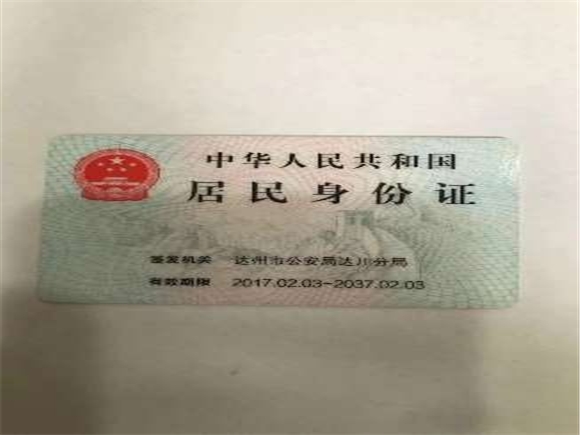 中华人民共和国
居民身份证
签发机关 达州市公安局达川分局
有效期限 2017.02.03-2037.02.03